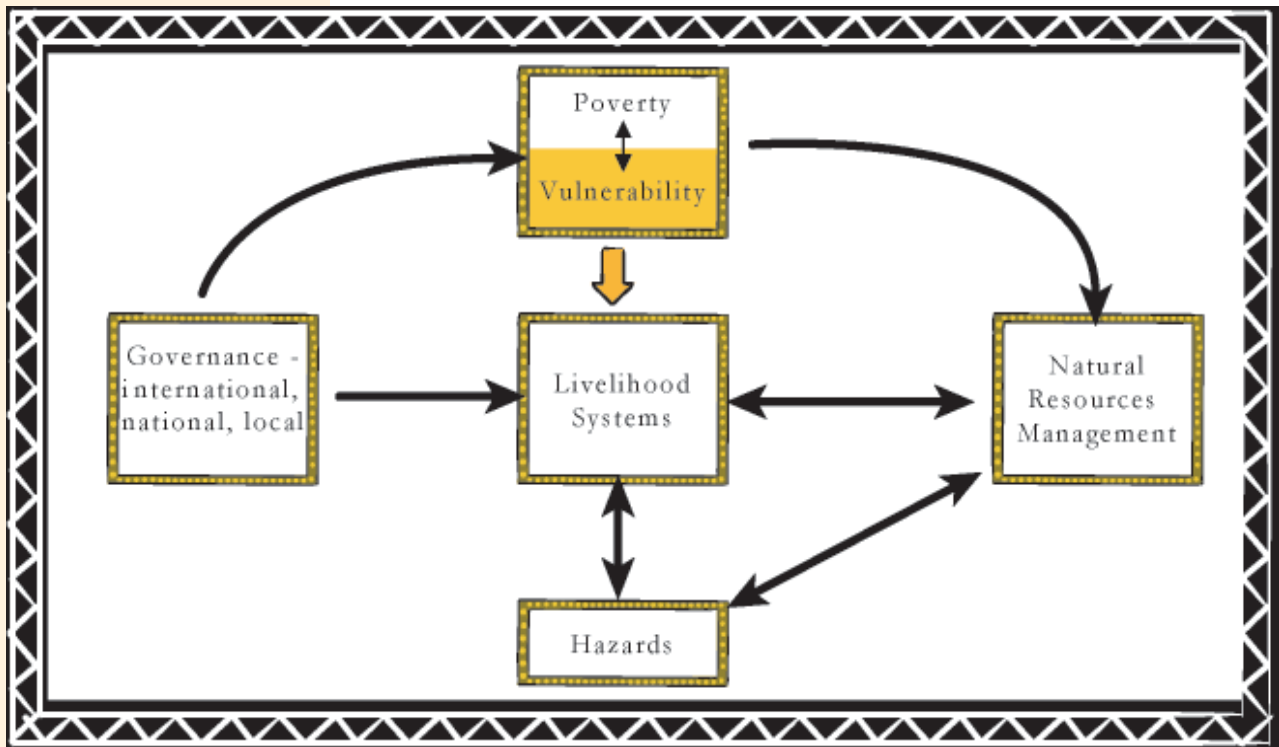 Poverty
Vulnerability
Governance -
international,
national, local
Livelihood
Systems
Natural
Resources
Management
Hazards